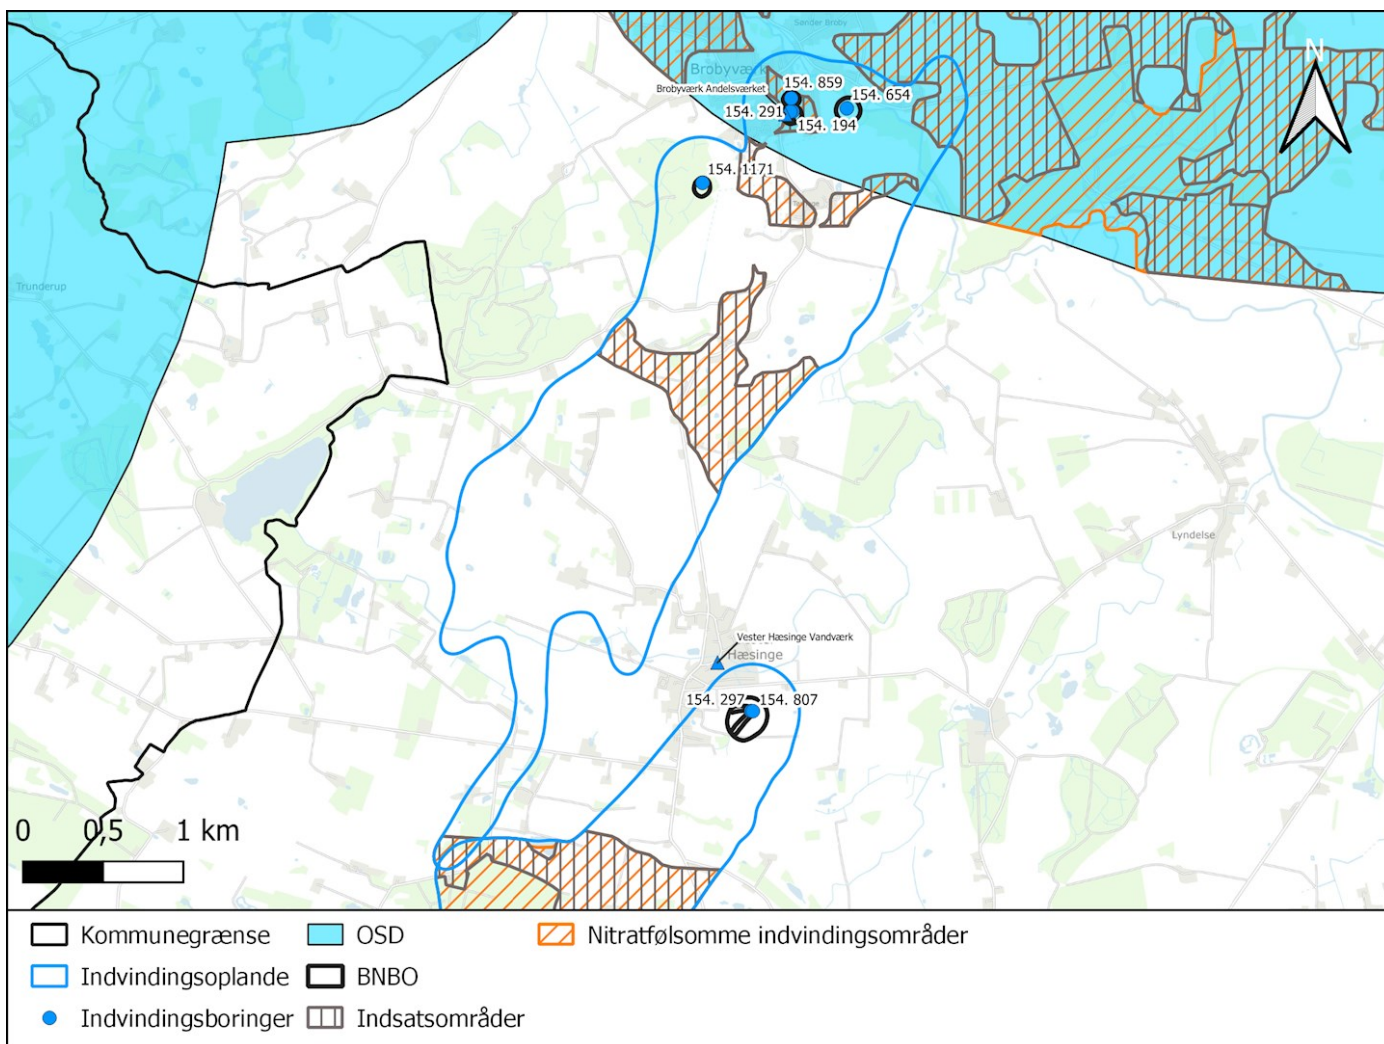 Sønder Broby
N
Brobyværk
154. 859
Brobyværk Andelsværket
154. 654
154. 291
154. 194
154. 1171
Trunderup
Lyndelse
Vester Hæsinge Vandværk
Hæsinge
154. 297
154. 807
0 0,5 1 km
Kommunegrænse
OSD
Nitratfølsomme indvindingsområder
Indvindingsoplande
BNBO
Indvindingsboringer
Indsatsområder